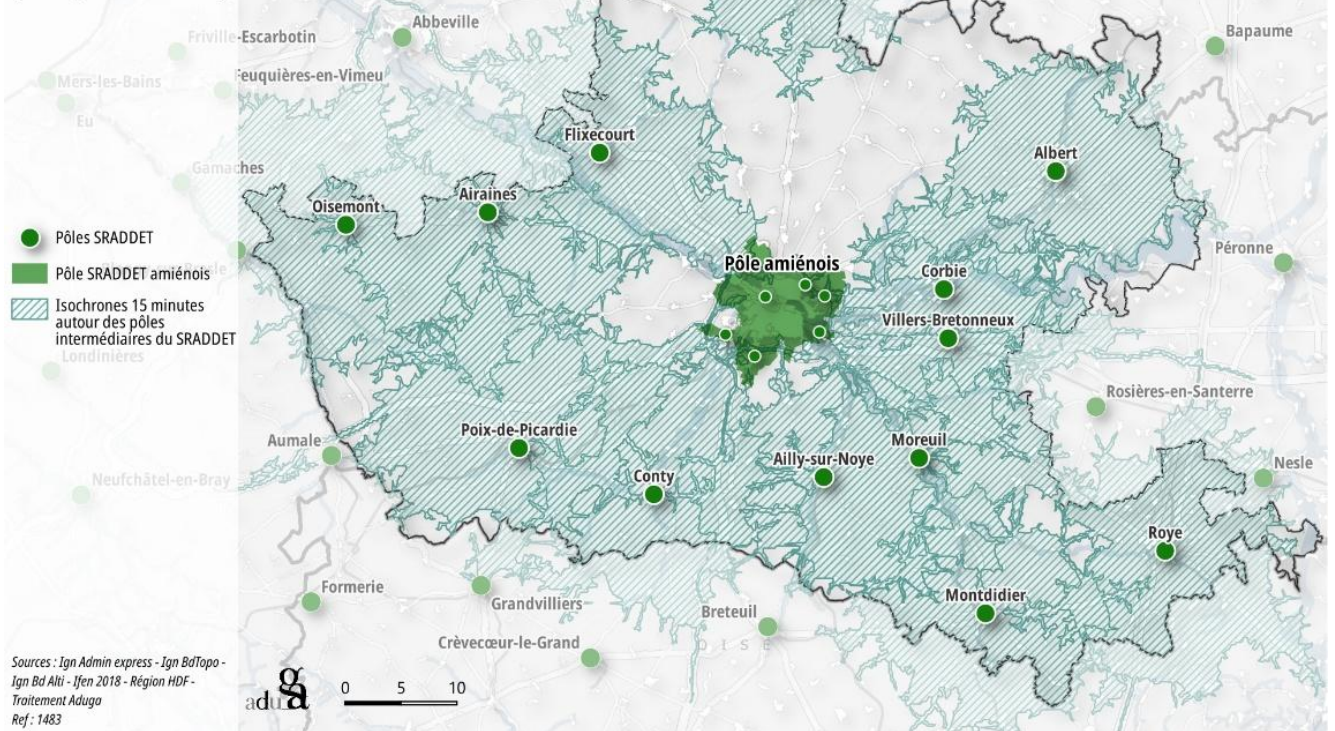 Abbeville
Bapaume
Friville-Escarbotin
Feuquières-en-Vimeu
Mers-les-Bains
Eu
Flixecourt
Albert
Gamaches
Airaines
Oisemont
Pôles SRADDET
Pôle SRADDET amiénois
Isochrones 15 minutes
autour des pôles
intermédiaires du SRADDET
Péronne
Pôle amiénois
Corbie
Villers-Bretonneux
Londinières
Rosières-en-Santerre
Aumale
Poix-de-Picardie
Moreuil
Ailly-sur-Noye
Conty
Nesle
Neufchâtel-en-Bray
Roye
Formerie
Grandvilliers
Montdidier
Breteuil
Crèvecœur-le-Grand
OISE
Sources : Ign Admin express - Ign BdTopo -
Ign Bd Alti - Ifen 2018 - Région HDF -
Traitement Aduga
Ref : 1483
aduga
0 5 10